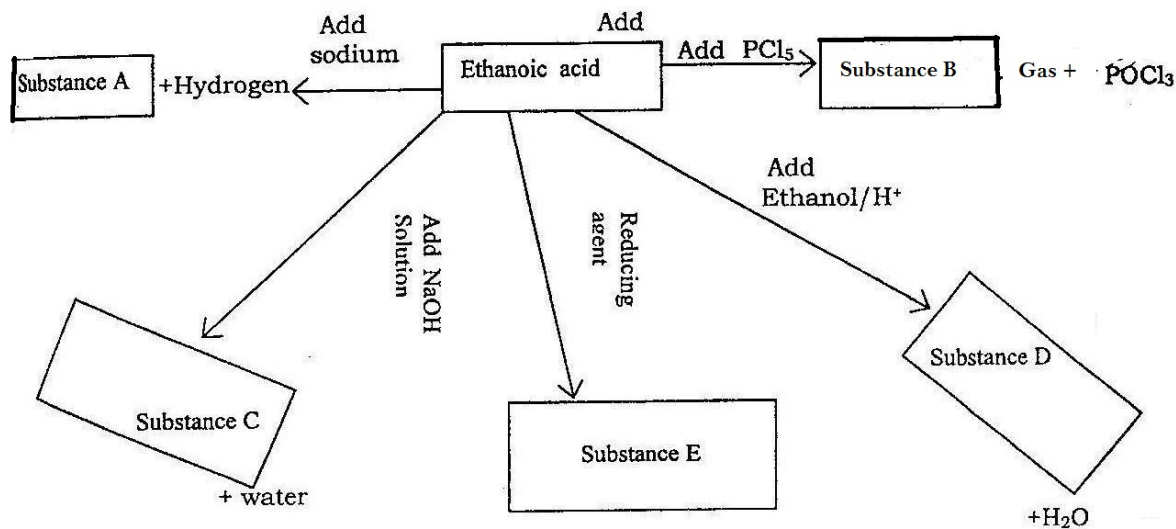 Add
sodium
Add
Add PCl₅
Ethanoic acid
Substance A
+Hydrogen
Substance B
Gas +
POCl₃
Add
Ethanol/H⁺
Reducing
agent
Add NaOH
Solution
Substance C
+ water
Substance E
Substance D
+H₂O